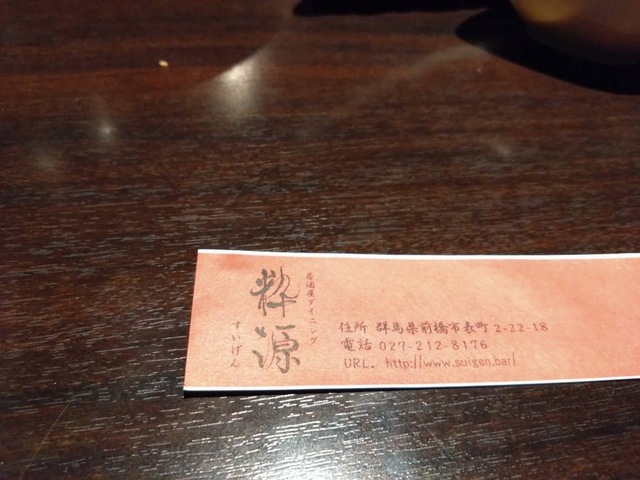 居酒屋ダイニング
粋源
すいげん
住所 群馬県前橋市表町2-22-18
電話 027-212-8176
URL. http://www.suigen.bar/